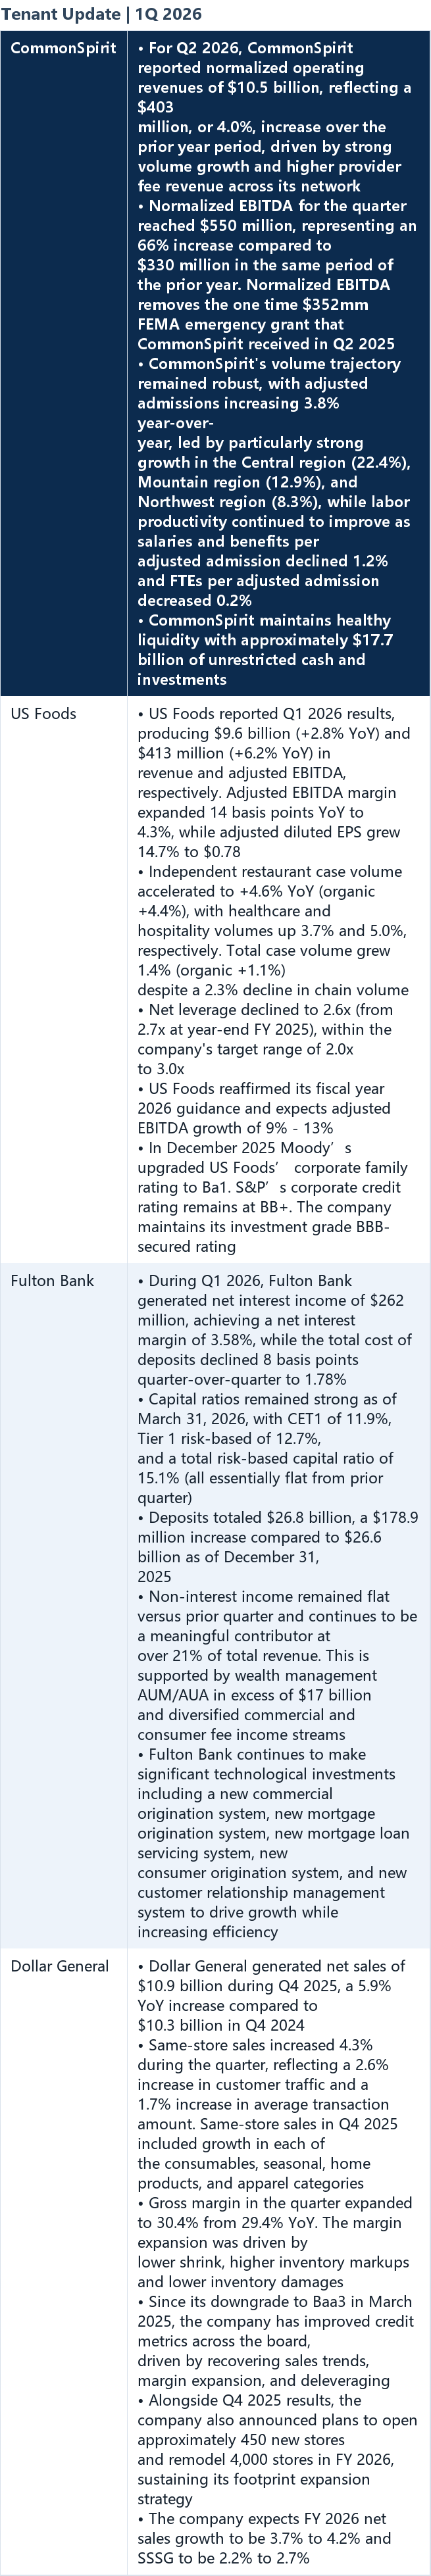 Tenant Update | 1Q 2026
CommonSpirit
• For Q2 2026, CommonSpirit
reported normalized operating
revenues of $10.5 billion, reflecting a
$403
million, or 4.0%, increase over the
prior year period, driven by strong
volume growth and higher provider
fee revenue across its network
• Normalized EBITDA for the quarter
reached $550 million, representing an
66% increase compared to
$330 million in the same period of
the prior year. Normalized EBITDA
removes the one time $352mm
FEMA emergency grant that
CommonSpirit received in Q2 2025
• CommonSpirit's volume trajectory
remained robust, with adjusted
admissions increasing 3.8%
year-over-
year, led by particularly strong
growth in the Central region (22.4%),
Mountain region (12.9%), and
Northwest region (8.3%), while labor
productivity continued to improve as
salaries and benefits per
adjusted admission declined 1.2%
and FTEs per adjusted admission
decreased 0.2%
• CommonSpirit maintains healthy
liquidity with approximately $17.7
billion of unrestricted cash and
investments
US Foods
• US Foods reported Q1 2026 results,
producing $9.6 billion (+2.8% YoY) and
$413 million (+6.2% YoY) in
revenue and adjusted EBITDA,
respectively. Adjusted EBITDA margin
expanded 14 basis points YoY to
4.3%, while adjusted diluted EPS grew
14.7% to $0.78
• Independent restaurant case volume
accelerated to +4.6% YoY (organic
+4.4%), with healthcare and
hospitality volumes up 3.7% and 5.0%,
respectively. Total case volume grew
1.4% (organic +1.1%)
despite a 2.3% decline in chain volume
• Net leverage declined to 2.6x (from
2.7x at year-end FY 2025), within the
company's target range of 2.0x
to 3.0x
• US Foods reaffirmed its fiscal year
2026 guidance and expects adjusted
EBITDA growth of 9% - 13%
• In December 2025 Moody’s
upgraded US Foods’ corporate family
rating to Ba1. S&P’s corporate credit
rating remains at BB+. The company
maintains its investment grade BBB-
secured rating
Fulton Bank
• During Q1 2026, Fulton Bank
generated net interest income of $262
million, achieving a net interest
margin of 3.58%, while the total cost of
deposits declined 8 basis points
quarter-over-quarter to 1.78%
• Capital ratios remained strong as of
March 31, 2026, with CET1 of 11.9%,
Tier 1 risk-based of 12.7%,
and a total risk-based capital ratio of
15.1% (all essentially flat from prior
quarter)
• Deposits totaled $26.8 billion, a $178.9
million increase compared to $26.6
billion as of December 31,
2025
• Non-interest income remained flat
versus prior quarter and continues to be
a meaningful contributor at
over 21% of total revenue. This is
supported by wealth management
AUM/AUA in excess of $17 billion
and diversified commercial and
consumer fee income streams
• Fulton Bank continues to make
significant technological investments
including a new commercial
origination system, new mortgage
origination system, new mortgage loan
servicing system, new
consumer origination system, and new
customer relationship management
system to drive growth while
increasing efficiency
Dollar General
• Dollar General generated net sales of
$10.9 billion during Q4 2025, a 5.9%
YoY increase compared to
$10.3 billion in Q4 2024
• Same-store sales increased 4.3%
during the quarter, reflecting a 2.6%
increase in customer traffic and a
1.7% increase in average transaction
amount. Same-store sales in Q4 2025
included growth in each of
the consumables, seasonal, home
products, and apparel categories
• Gross margin in the quarter expanded
to 30.4% from 29.4% YoY. The margin
expansion was driven by
lower shrink, higher inventory markups
and lower inventory damages
• Since its downgrade to Baa3 in March
2025, the company has improved credit
metrics across the board,
driven by recovering sales trends,
margin expansion, and deleveraging
• Alongside Q4 2025 results, the
company also announced plans to open
approximately 450 new stores
and remodel 4,000 stores in FY 2026,
sustaining its footprint expansion
strategy
• The company expects FY 2026 net
sales growth to be 3.7% to 4.2% and
SSSG to be 2.2% to 2.7%